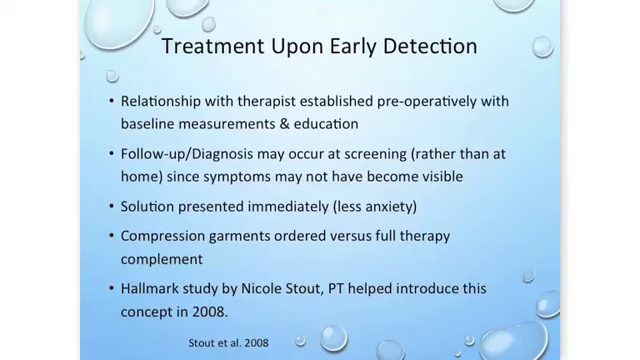 Treatment Upon Early Detection
• Relationship with therapist established pre-operatively with
baseline measurements & education
• Follow-up/Diagnosis may occur at screening (rather than at
home) since symptoms may not have become visible
• Solution presented immediately (less anxiety)
• Compression garments ordered versus full therapy
complement
• Hallmark study by Nicole Stout, PT helped introduce this
concept in 2008.
Stout et al. 2008